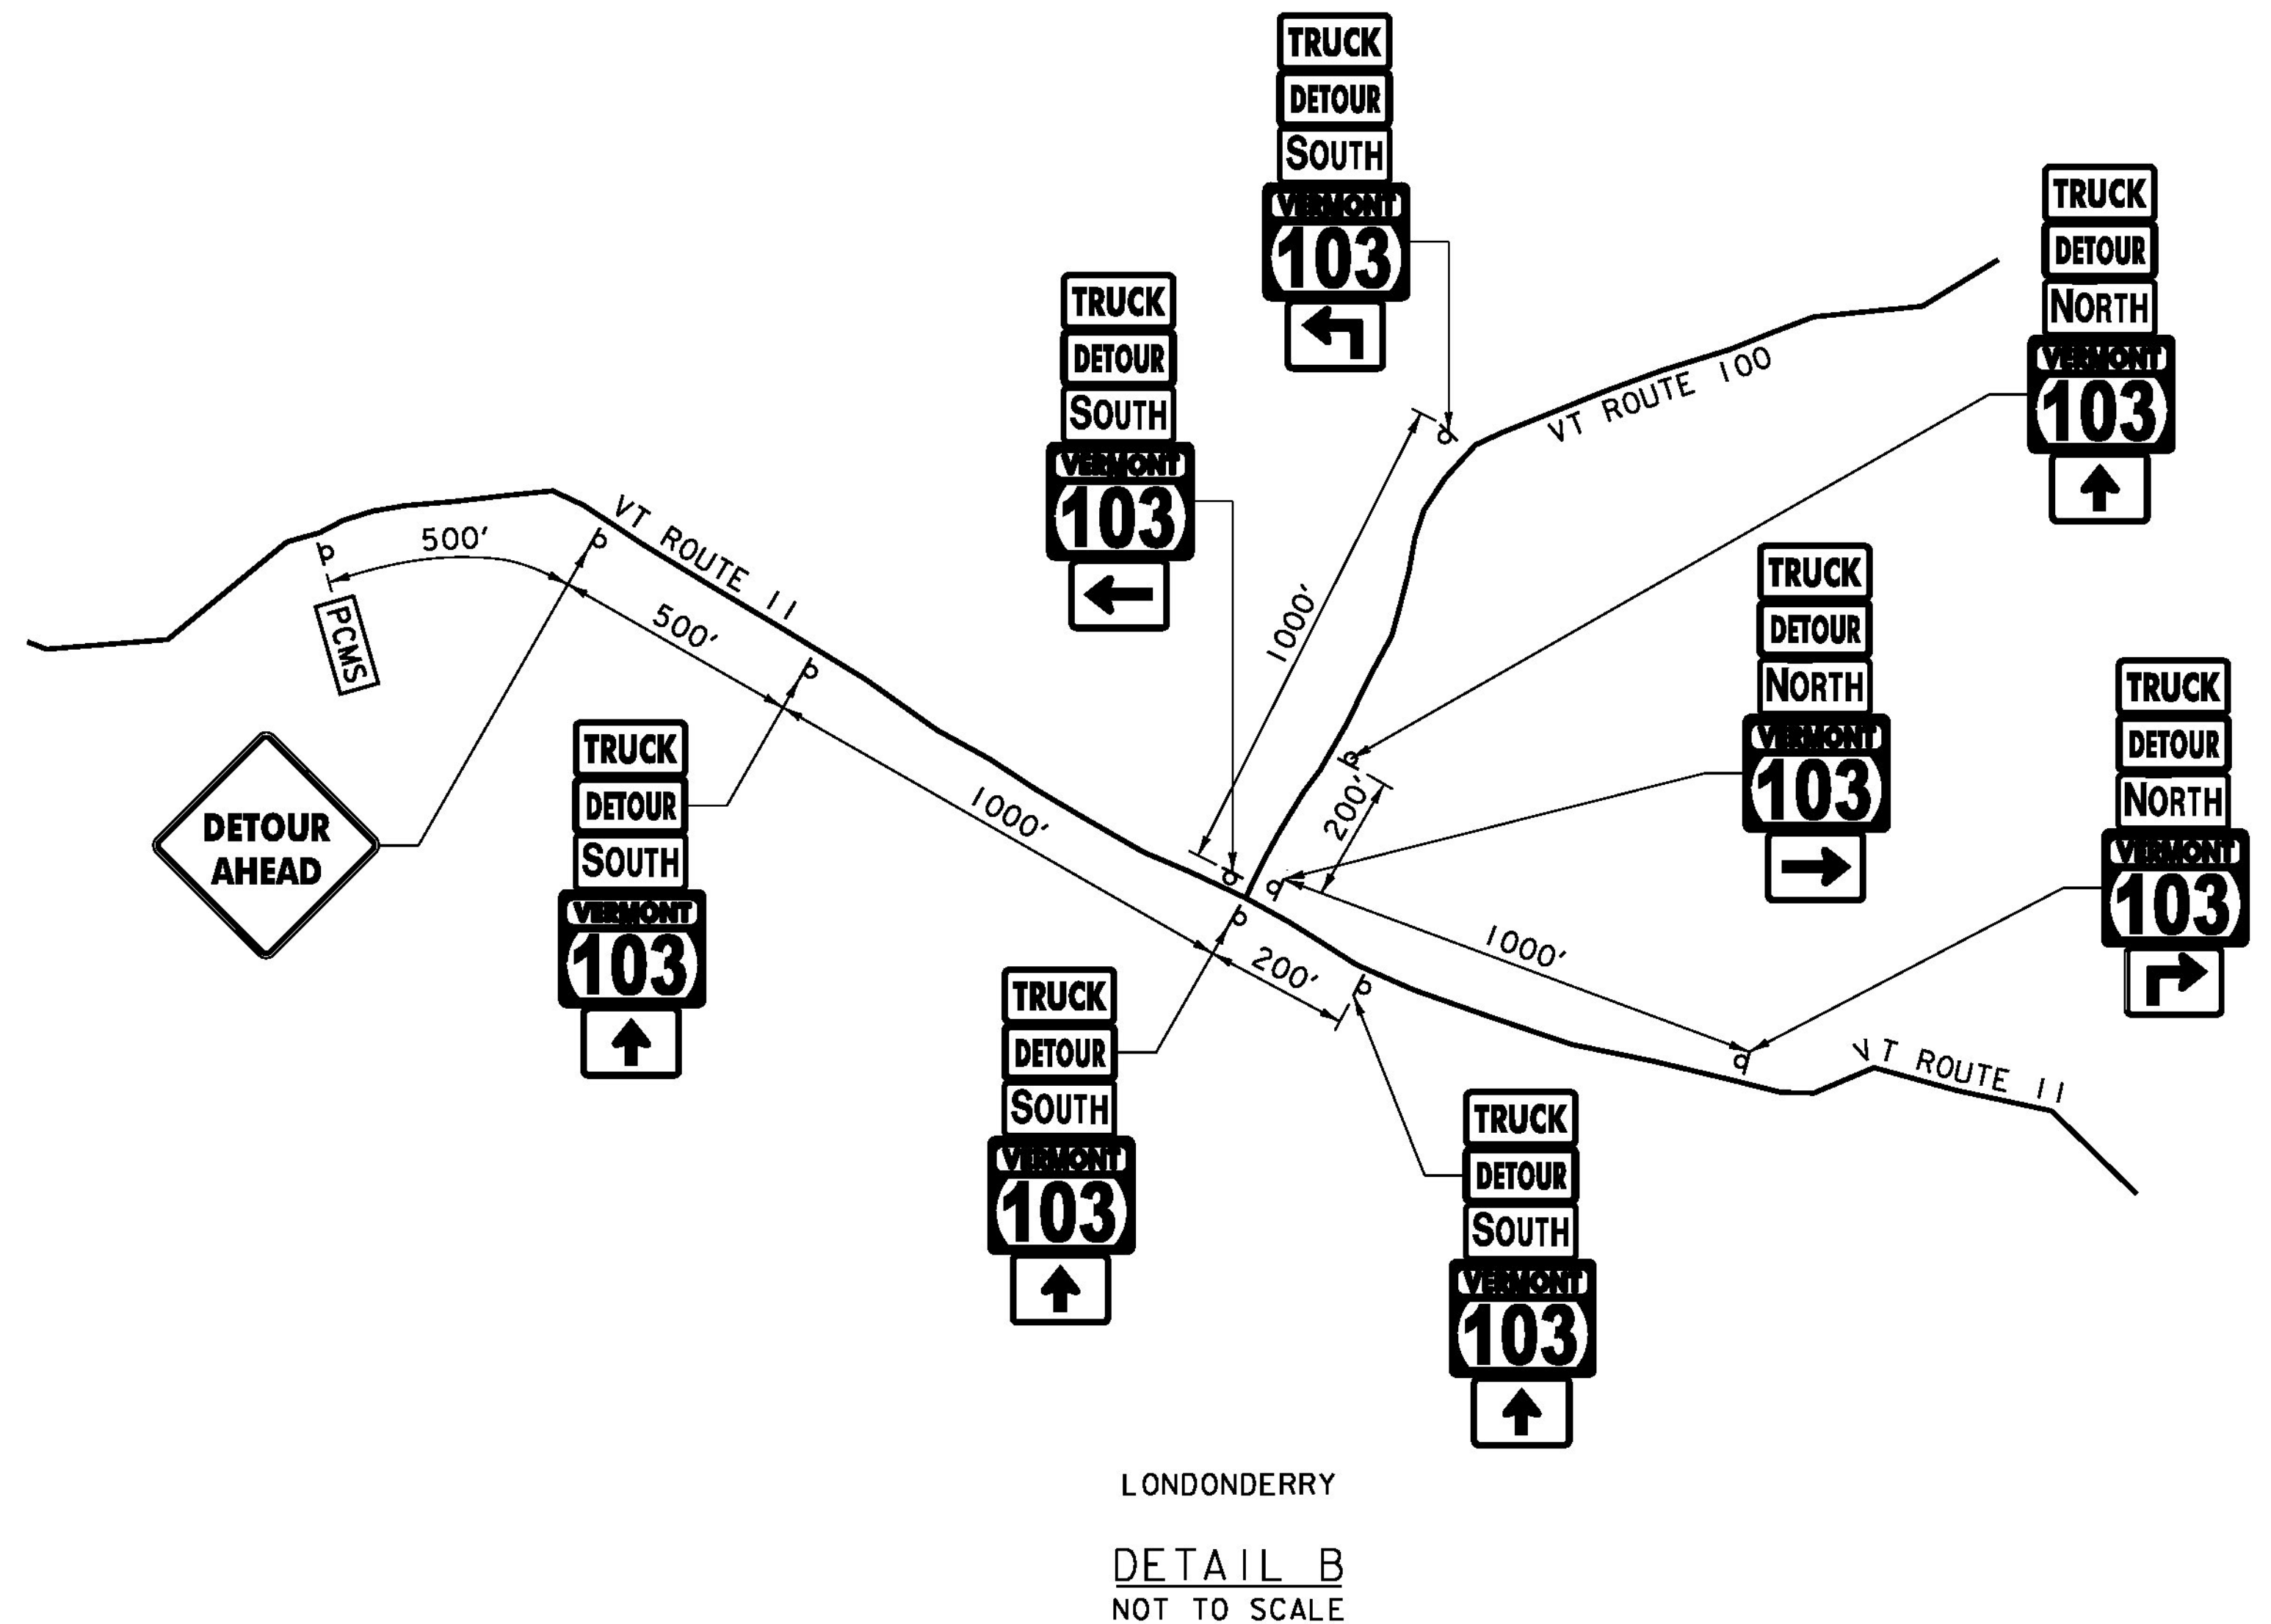 TRUCK
DETOUR
SOUTH
VERMONT
103
TRUCK
DETOUR
NORTH
VERMONT
103
TRUCK
DETOUR
SOUTH
VERMONT
103
VT ROUTE 100
VT ROUTE 11
500'
500'
PCMS
1000'
TRUCK
DETOUR
NORTH
VERMONT
103
TRUCK
DETOUR
NORTH
VERMONT
103
DETOUR
AHEAD
TRUCK
DETOUR
SOUTH
VERMONT
103
1000'
200'
1000'
200'
VT ROUTE 11
TRUCK
DETOUR
SOUTH
VERMONT
103
TRUCK
DETOUR
SOUTH
VERMONT
103
LONDONDERRY
DETAIL B
NOT TO SCALE